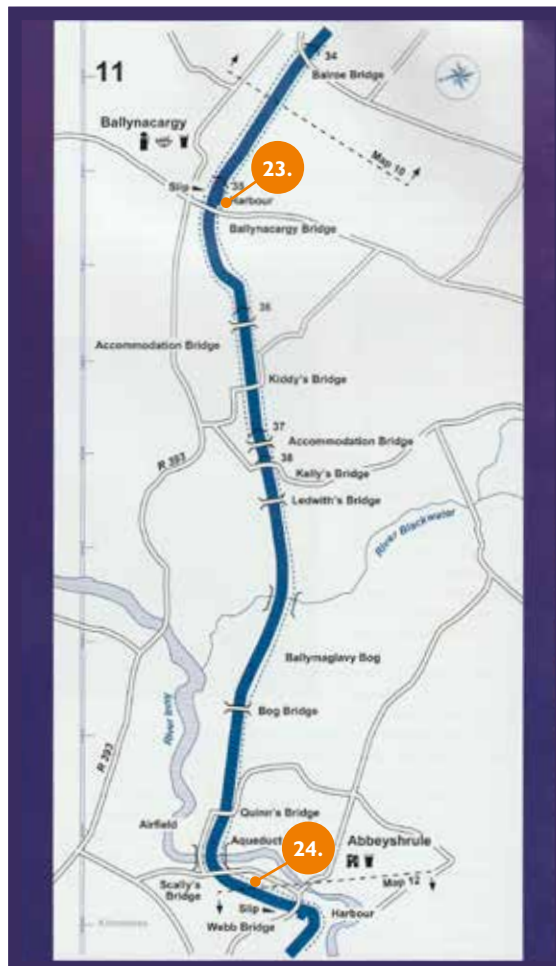 11
34
Balroe Bridge
Ballynacargy
Map 10
23.
Slip
35
Harbour
Ballynacargy Bridge
36
Accommodation Bridge
Kiddy's Bridge
37
Accommodation Bridge
38
Kelly's Bridge
R 393
Ledwith's Bridge
River Blackwater
Ballymaglavy Bog
River Inny
Bog Bridge
R 393
Quinn's Bridge
Airfield
Aqueduct
Abbeyshrule
24.
Map 12
Scally's
Bridge
Slip
Harbour
Webb Bridge
Kilometres